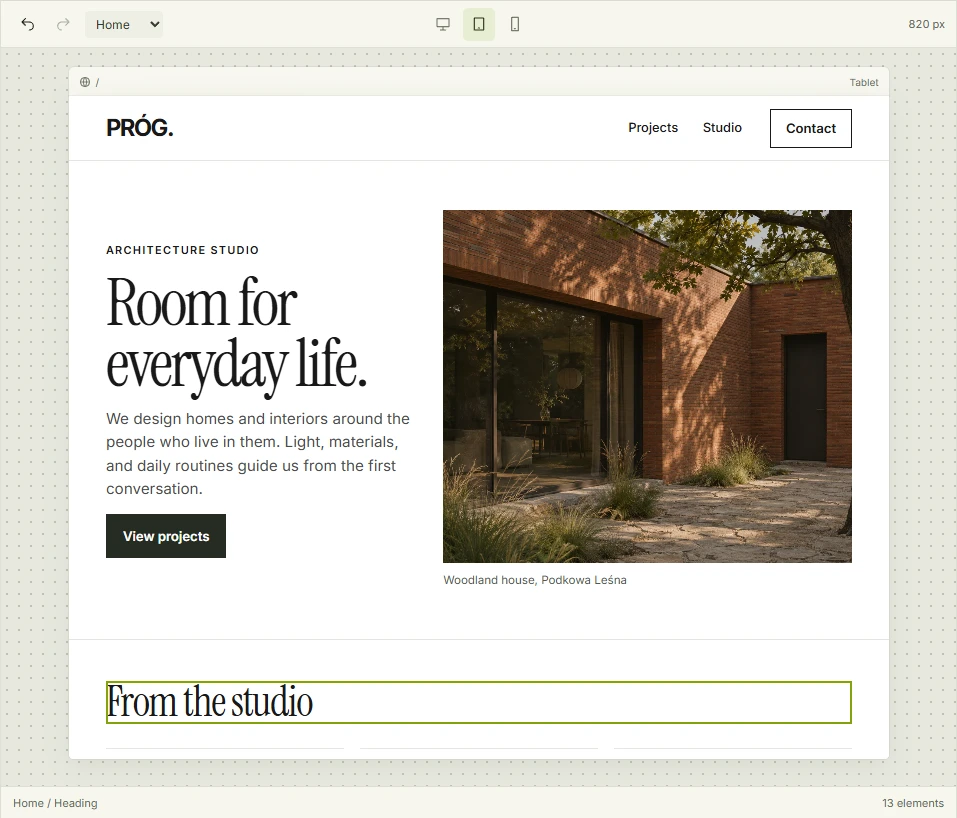 Home
820 px
/
Tablet
PRÓG.
Projects
Studio
Contact
ARCHITECTURE STUDIO
Room for
everyday life.
We design homes and interiors around the
people who live in them. Light, materials,
and daily routines guide us from the first
conversation.
View projects
Woodland house, Podkowa Leśna
From the studio
Home / Heading
13 elements